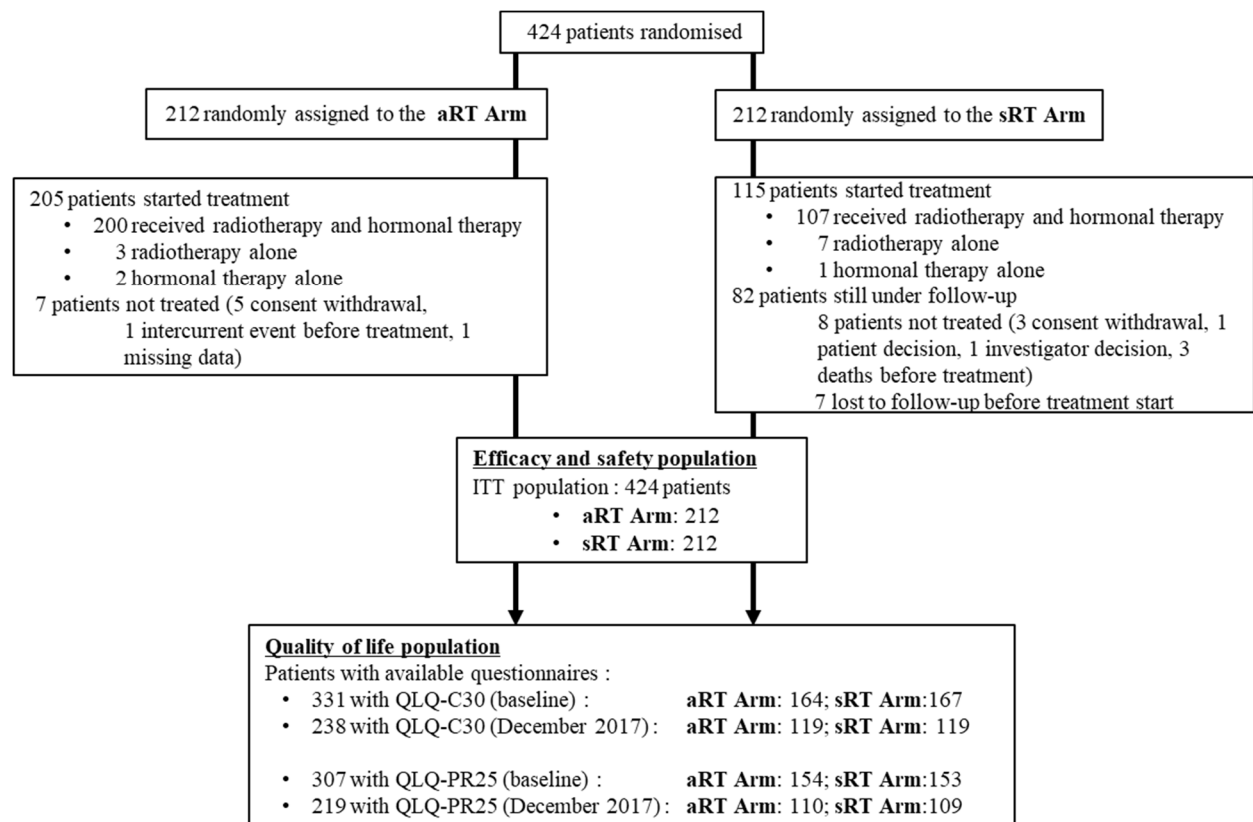 424 patients randomised
212 randomly assigned to the aRT Arm
212 randomly assigned to the sRT Arm
205 patients started treatment
• 200 received radiotherapy and hormonal therapy
• 3 radiotherapy alone
• 2 hormonal therapy alone
7 patients not treated (5 consent withdrawal,
1 intercurrent event before treatment, 1
missing data)
115 patients started treatment
• 107 received radiotherapy and hormonal therapy
• 7 radiotherapy alone
• 1 hormonal therapy alone
82 patients still under follow-up
8 patients not treated (3 consent withdrawal, 1
patient decision, 1 investigator decision, 3
deaths before treatment)
7 lost to follow-up before treatment start
Efficacy and safety population
ITT population : 424 patients
• aRT Arm: 212
• sRT Arm: 212
Quality of life population
Patients with available questionnaires :
• 331 with QLQ-C30 (baseline) : aRT Arm: 164; sRT Arm:167
• 238 with QLQ-C30 (December 2017) : aRT Arm: 119; sRT Arm: 119
• 307 with QLQ-PR25 (baseline) : aRT Arm: 154; sRT Arm:153
• 219 with QLQ-PR25 (December 2017) : aRT Arm: 110; sRT Arm:109